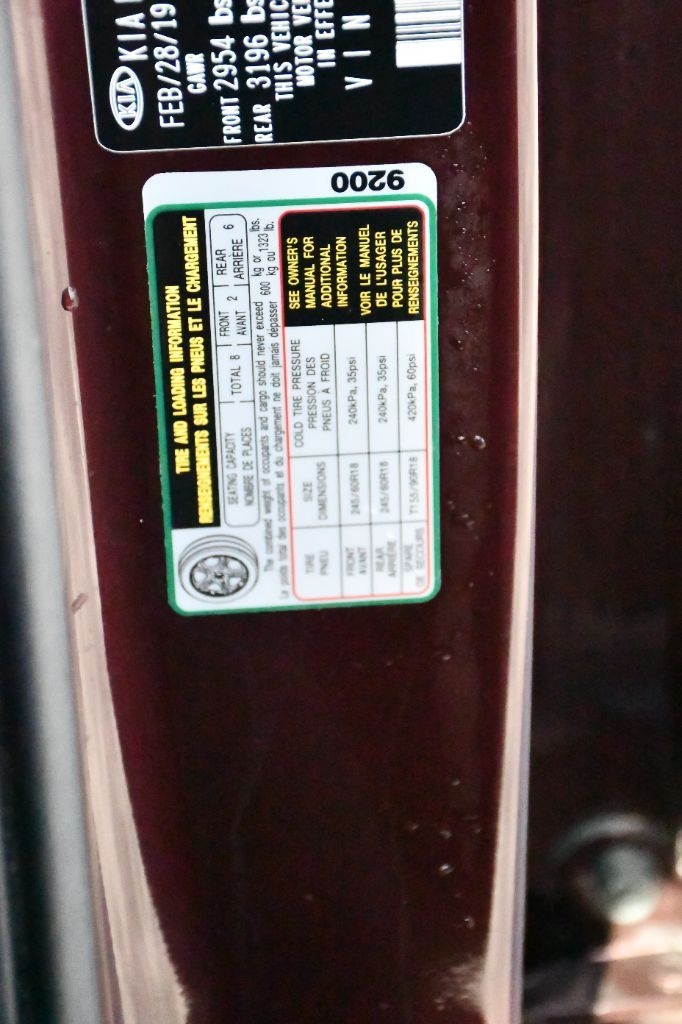 KIA
KIA
FEB/28/19
GAWR
FRONT 2954 lbs
REAR 3196 lbs
THIS VEHIC
MOTOR VE
IN EFFE
V I N
9200
TIRE AND LOADING INFORMATION
RENSEIGNEMENTS SUR LES PNEUS ET LE CHARGEMENT
SEATING CAPACITY
NOMBRE DE PLACES
TOTAL 8
FRONT
AVANT
2
REAR
ARRIÈRE
6
The combined weight of occupants and cargo should never exceed 600 kg or 1323 lbs.
Le poids total des occupants et du chargement ne doit jamais dépasser 600 kg ou 1323 lb.
TIRE
PNEU
SIZE
DIMENSIONS
COLD TIRE PRESSURE
PRESSION DES
PNEUS À FROID
FRONT
AVANT
245/60R18
240kPa, 35psi
REAR
ARRIÈRE
245/60R18
240kPa, 35psi
SPARE
DE SECOURS
T155/90R18
420kPa, 60psi
SEE OWNER'S
MANUAL FOR
ADDITIONAL
INFORMATION
VOIR LE MANUEL
DE L'USAGER
POUR PLUS DE
RENSEIGNEMENTS